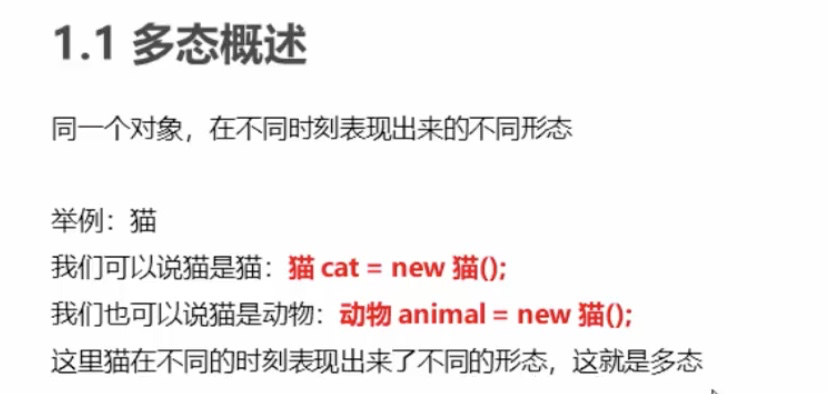 1.1 多态概述
同一个对象，在不同时刻表现出来的不同形态
举例：猫
我们可以说猫是猫：猫 cat = new 猫();
我们也可以说猫是动物：动物 animal = new 猫();
这里猫在不同的时刻表现出来了不同的形态，这就是多态